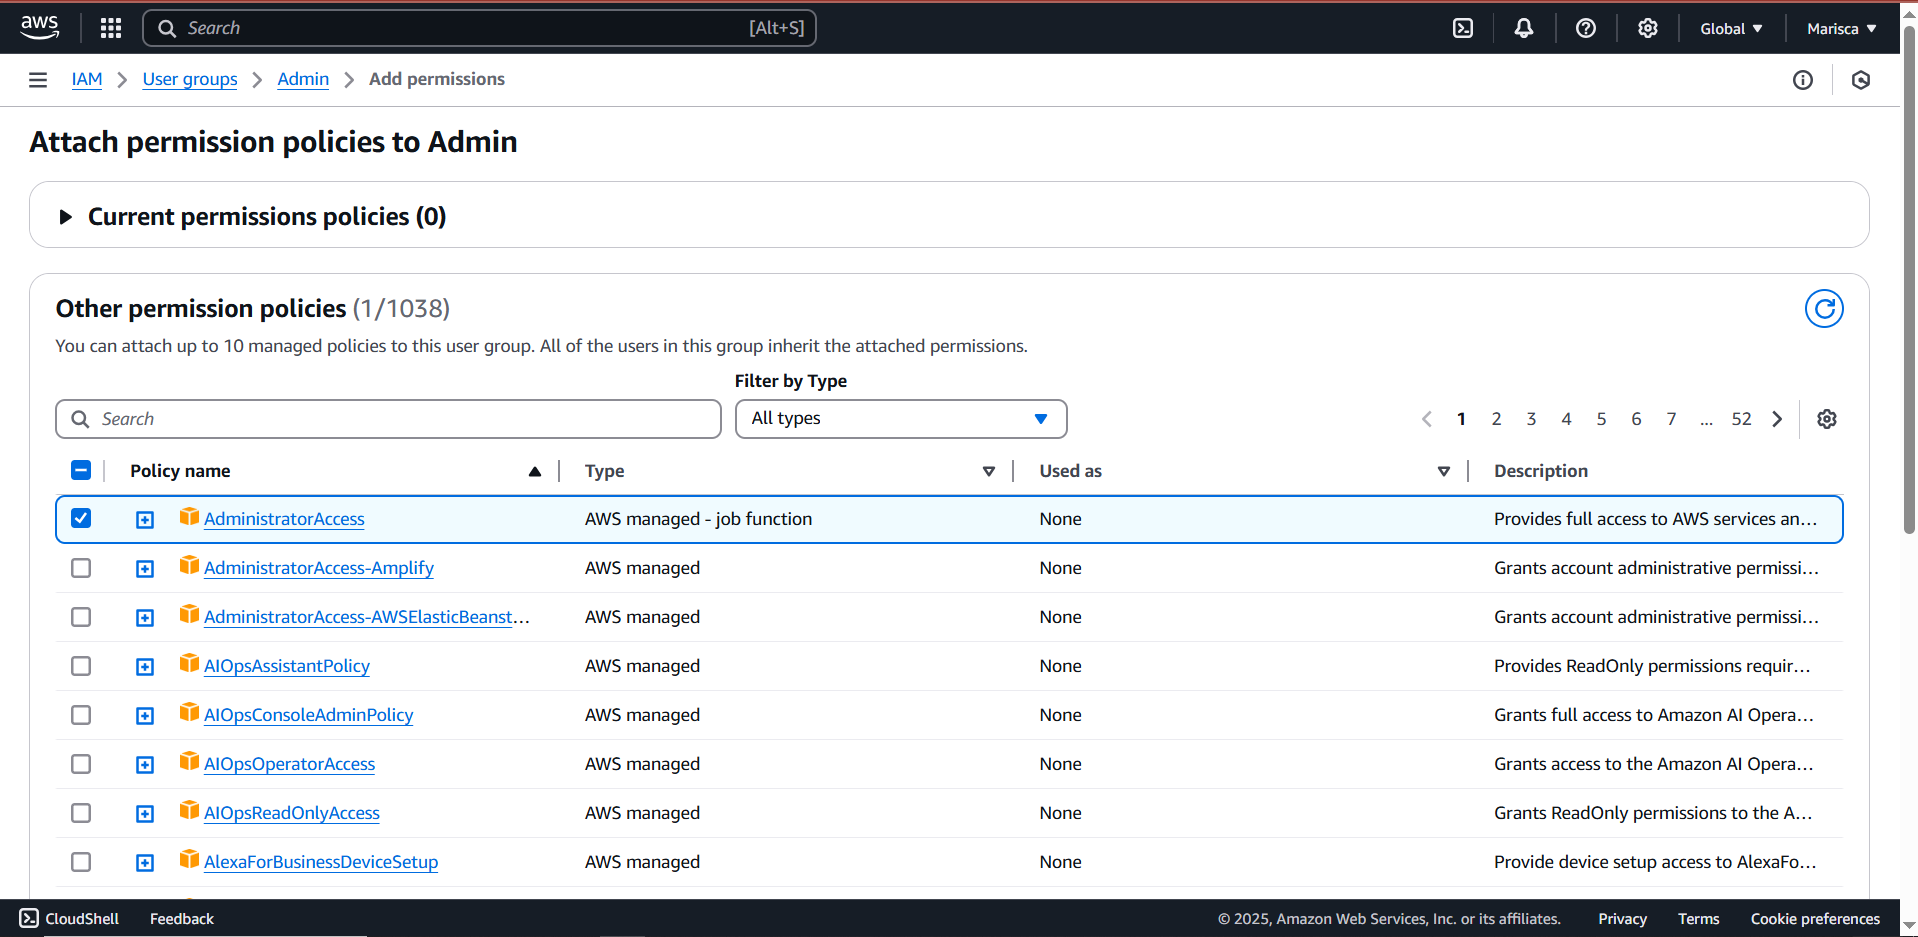 aws Search [Alt+S] Global Marisca
IAM User groups Admin Add permissions
Attach permission policies to Admin
Current permissions policies (0)
Other permission policies (1/1038)
You can attach up to 10 managed policies to this user group. All of the users in this group inherit the attached permissions.
Filter by Type
Search All types 1 2 3 4 5 6 7 ... 52
Policy name Type Used as Description
AdministratorAccess AWS managed - job function None Provides full access to AWS services an...
AdministratorAccess-Amplify AWS managed None Grants account administrative permissi...
AdministratorAccess-AWSElasticBeanst... AWS managed None Grants account administrative permissi...
AIOpsAssistantPolicy AWS managed None Provides ReadOnly permissions requir...
AIOpsConsoleAdminPolicy AWS managed None Grants full access to Amazon AI Opera...
AIOpsOperatorAccess AWS managed None Grants access to the Amazon AI Opera...
AIOpsReadOnlyAccess AWS managed None Grants ReadOnly permissions to the A...
AlexaForBusinessDeviceSetup AWS managed None Provide device setup access to AlexaFo...
CloudShell Feedback © 2025, Amazon Web Services, Inc. or its affiliates. Privacy Terms Cookie preferences